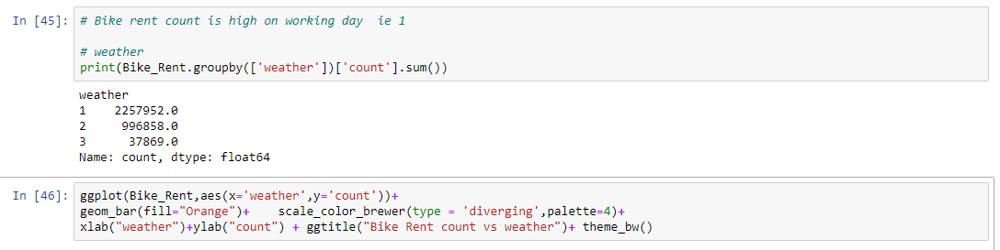 In [45]: # Bike rent count is high on working day  ie 1
# weather
print(Bike_Rent.groupby(['weather'])['count'].sum())
weather
1    2257952.0
2     996858.0
3      37869.0
Name: count, dtype: float64
In [46]: ggplot(Bike_Rent,aes(x='weather',y='count'))+
geom_bar(fill="Orange")+    scale_color_brewer(type = 'diverging',palette=4)+
xlab("weather")+ylab("count") + ggtitle("Bike Rent count vs weather")+ theme_bw()